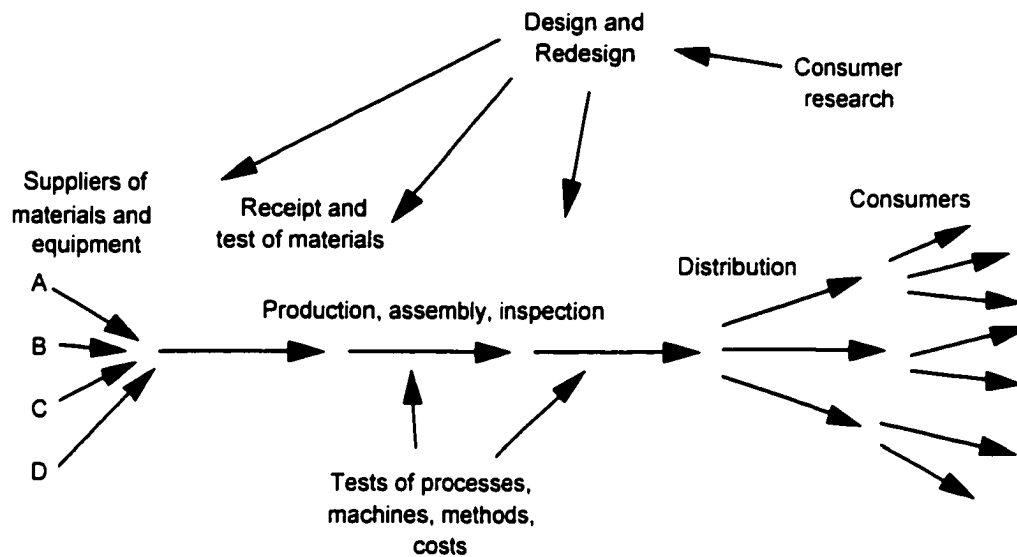 Design and
Redesign
Consumer
research
Suppliers of
materials and
equipment
Receipt and
test of materials
Consumers
Distribution
A
Production, assembly, inspection
B
C
D
Tests of processes,
machines, methods,
costs